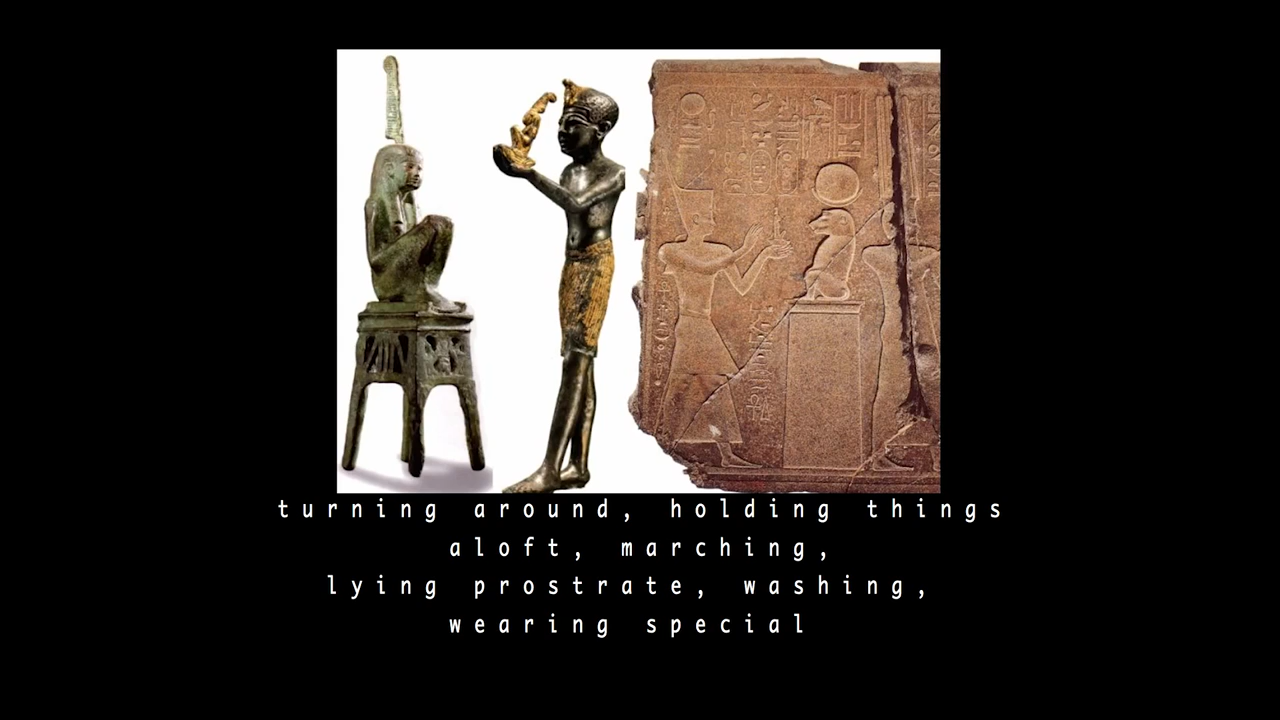 turning around, holding things
aloft, marching,
lying prostrate, washing,
wearing special